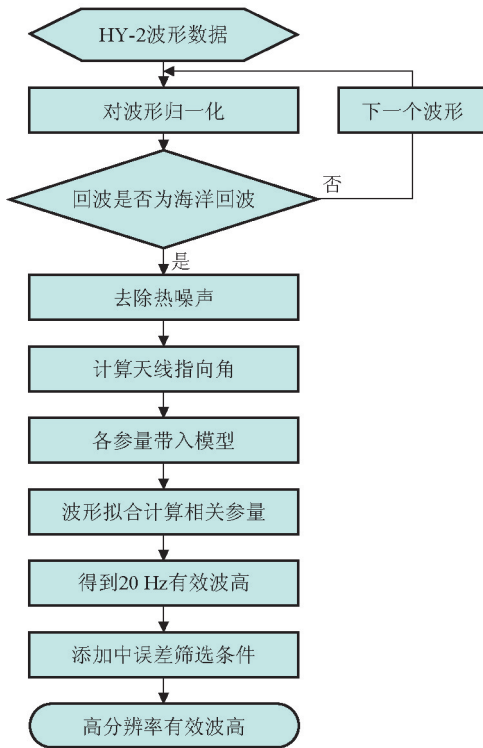 HY-2波形数据
对波形归一化
下一个波形
回波是否为海洋回波
否
是
去除热噪声
计算天线指向角
各参量带入模型
波形拟合计算相关参量
得到20 Hz有效波高
添加中误差筛选条件
高分辨率有效波高